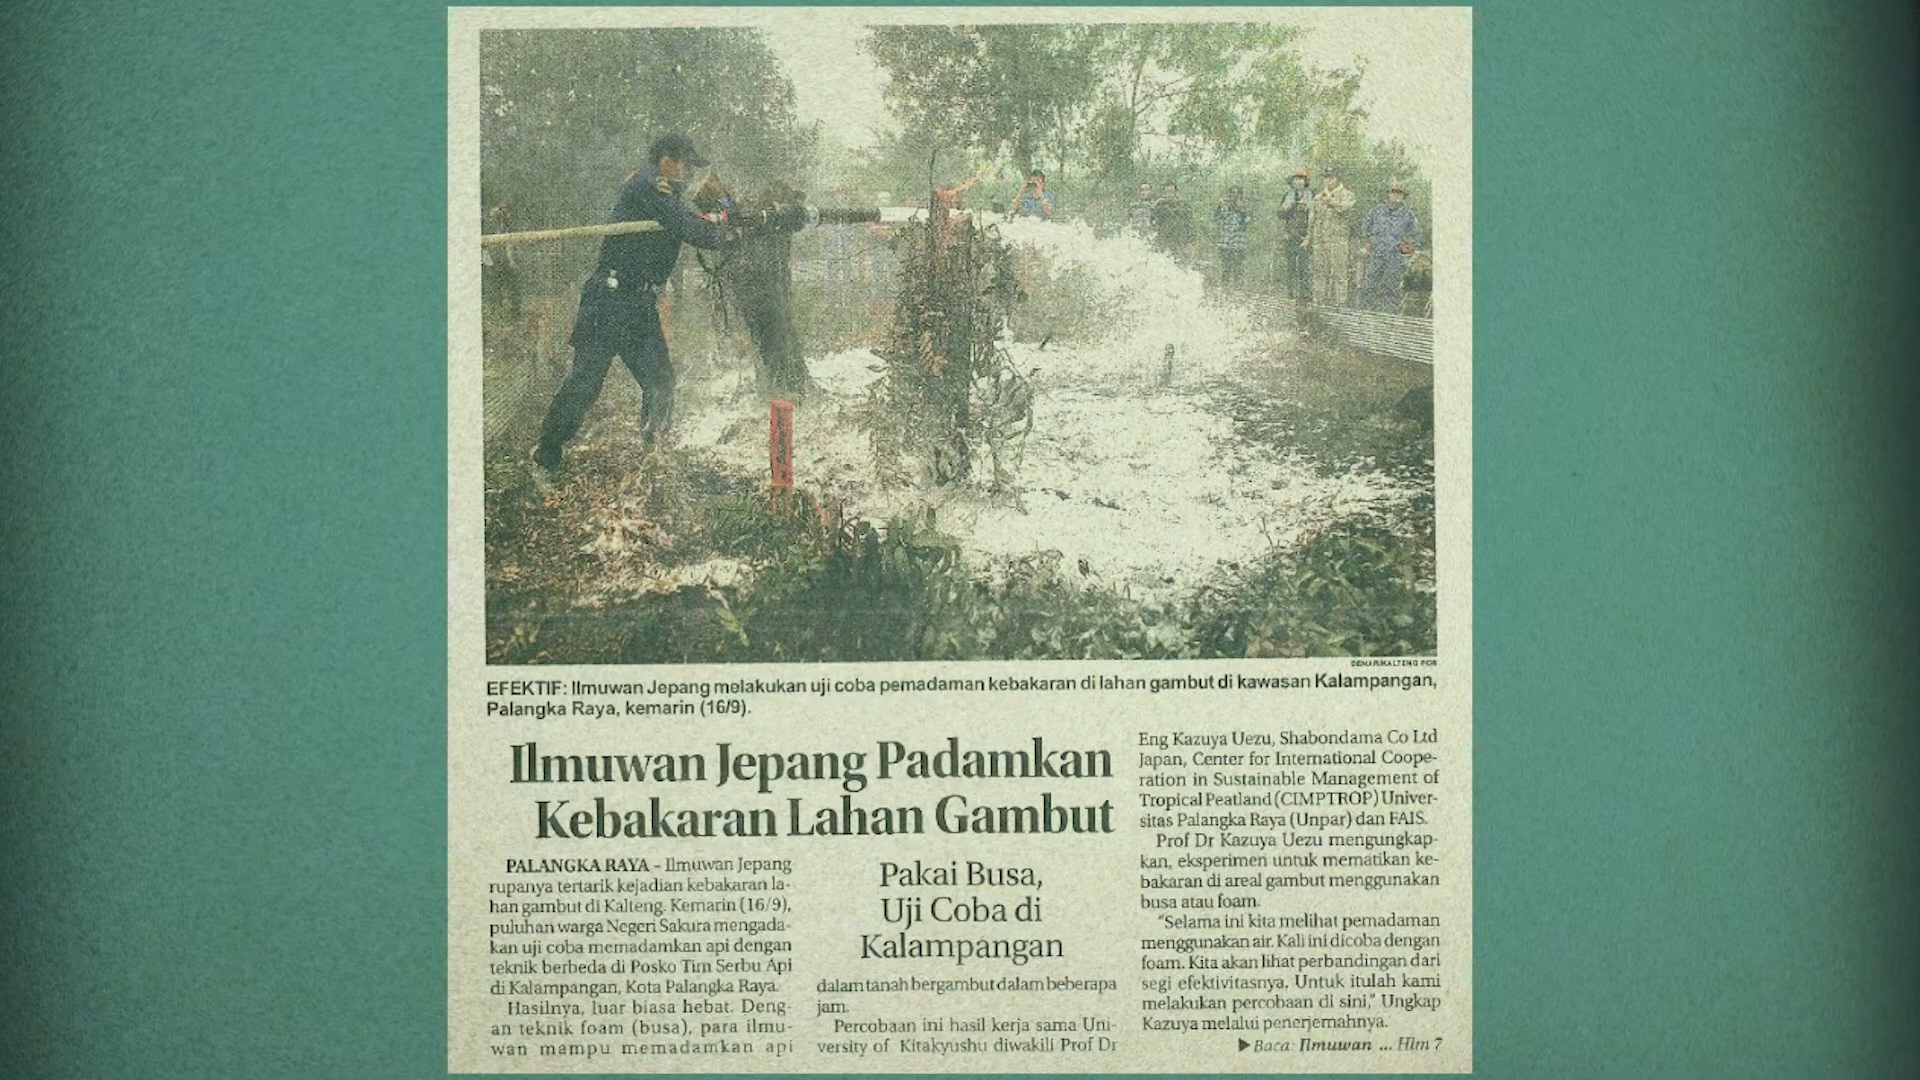 EFEKTIF: Ilmuwan Jepang melakukan uji coba pemadaman kebakaran di lahan gambut di kawasan Kalampangan,
Palangka Raya, kemarin (16/9).
Ilmuwan Jepang Padamkan
Kebakaran Lahan Gambut
PALANGKA RAYA – Ilmuwan Jepang
rupanya tertarik kejadian kebakaran la-
han gambut di Kalteng. Kemarin (16/9),
puluhan warga Negeri Sakura mengada-
kan uji coba memadamkan api dengan
teknik berbeda di Posko Tim Serbu Api
di Kalampangan, Kota Palangka Raya.
Hasilnya, luar biasa hebat. Deng-
an teknik foam (busa), para ilmu-
wan mampu memadamkan api
Pakai Busa,
Uji Coba di
Kalampangan
dalam tanah bergambut dalam beberapa
jam.
Percobaan ini hasil kerja sama Uni-
versity of Kitakyushu diwakili Prof Dr
Eng Kazuya Uezu, Shabondama Co Ltd
Japan, Center for International Coope-
ration in Sustainable Management of
Tropical Peatland (CIMPTROP) Univer-
sitas Palangka Raya (Unpar) dan FAIS.
Prof Dr Kazuya Uezu mengungkap-
kan, eksperimen untuk mematikan ke-
bakaran di areal gambut menggunakan
busa atau foam.
"Selama ini kita melihat pemadaman
menggunakan air. Kali ini dicoba dengan
foam. Kita akan lihat perbandingan dari
segi efektivitasnya. Untuk itulah kami
melakukan percobaan di sini," Ungkap
Kazuya melalui penerjemahnya.
▶Baca: Ilmuwan ... Hlm 7